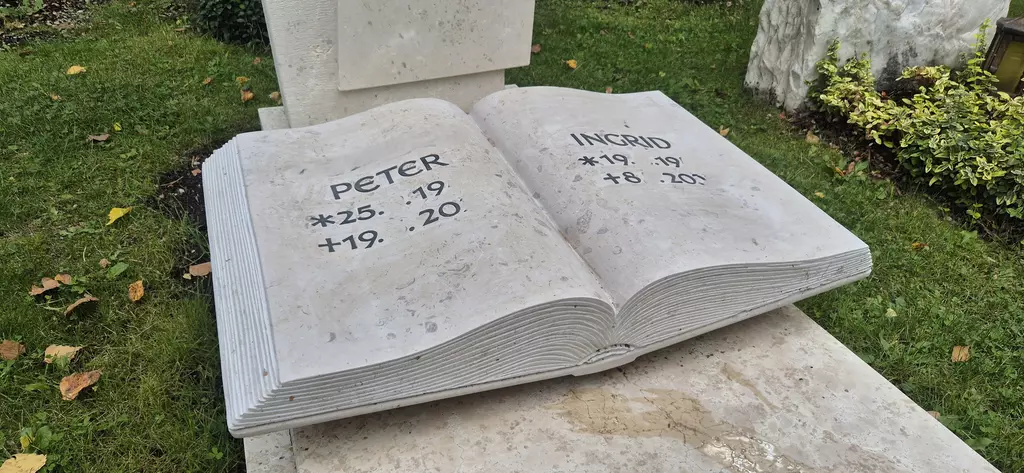 PETER
*25. .19
+19. .20
INGRID
*19. .19
+8 .20